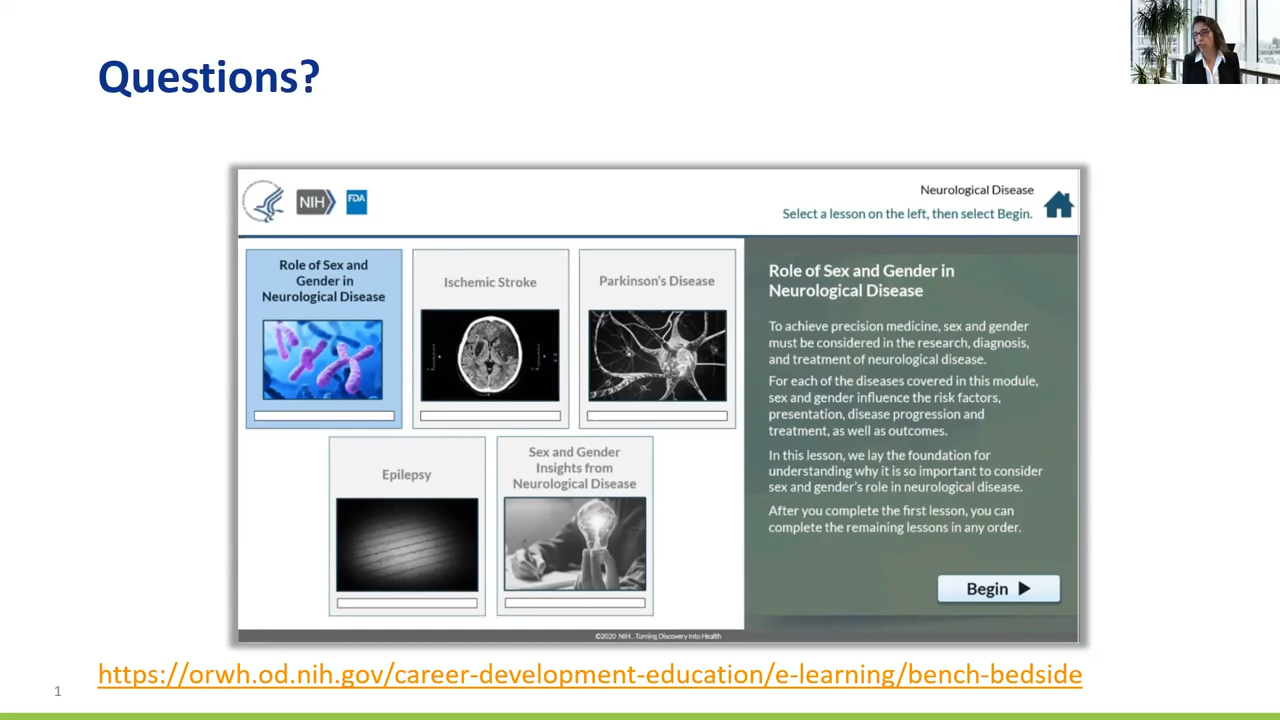 Questions?
NIH
FDA
Neurological Disease
Select a lesson on the left, then select Begin.
Role of Sex and
Gender in
Neurological Disease
Ischemic Stroke
Parkinson's Disease
Epilepsy
Sex and Gender
Insights from
Neurological Disease
Role of Sex and Gender in
Neurological Disease
To achieve precision medicine, sex and gender
must be considered in the research, diagnosis,
and treatment of neurological disease.
For each of the diseases covered in this module,
sex and gender influence the risk factors,
presentation, disease progression and
treatment, as well as outcomes.
In this lesson, we lay the foundation for
understanding why it is so important to consider
sex and gender's role in neurological disease.
After you complete the first lesson, you can
complete the remaining lessons in any order.
Begin
©2020 NIH...Turning Discovery Into Health
https://orwh.od.nih.gov/career-development-education/e-learning/bench-bedside
1